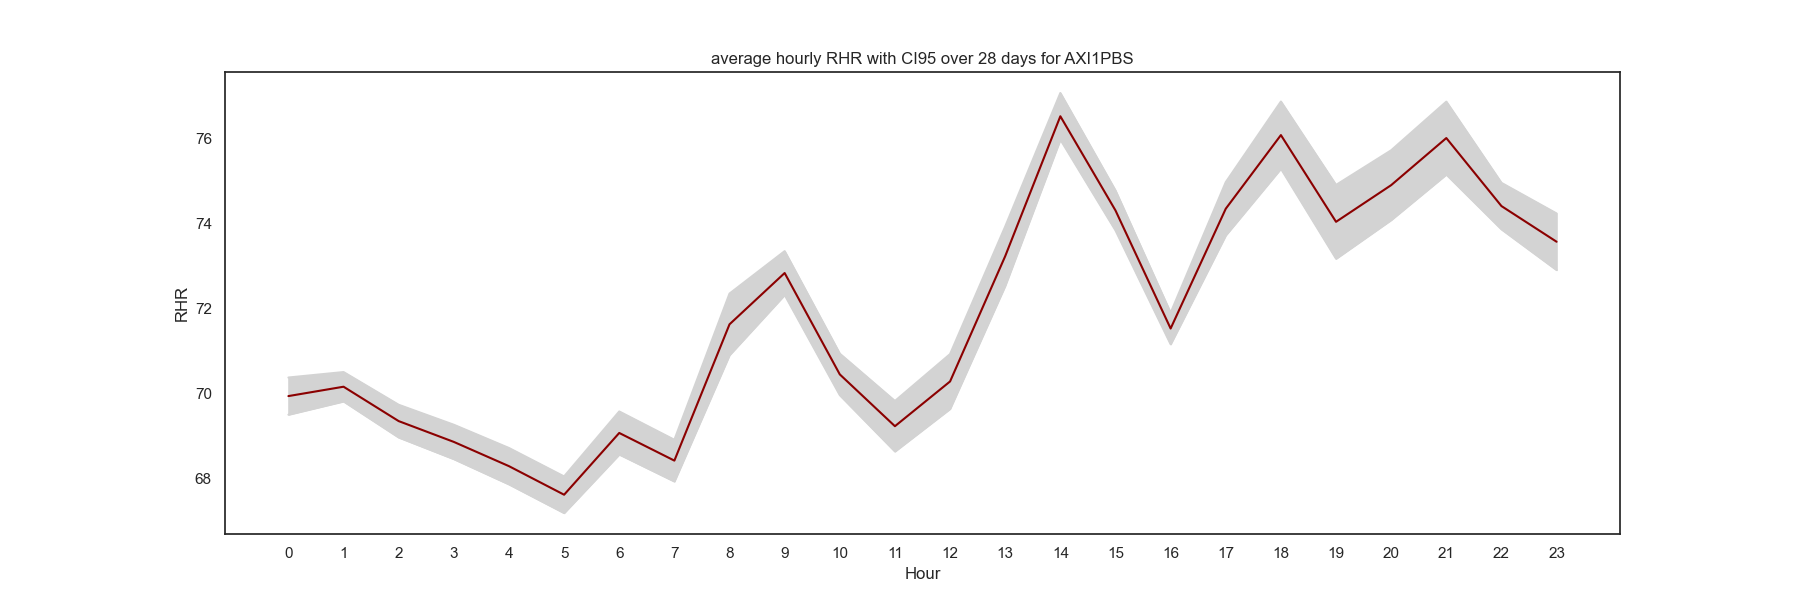 average hourly RHR with CI95 over 28 days for AXI1PBS
76
74
72
70
68
RHR
0 1 2 3 4 5 6 7 8 9 10 11 12 13 14 15 16 17 18 19 20 21 22 23
Hour